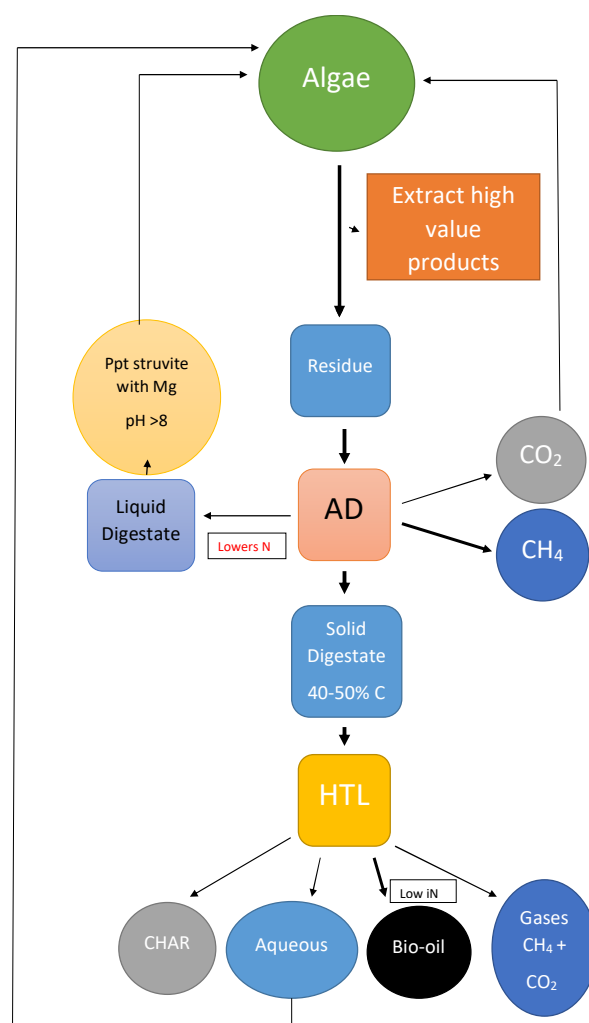 Algae
Extract high
value
products
Ppt struvite
with Mg
pH >8
Residue
CO₂
Liquid
Digestate
AD
Lowers N
CH₄
Solid
Digestate
40-50% C
HTL
Low iN
CHAR
Aqueous
Bio-oil
Gases
CH₄ +
CO₂